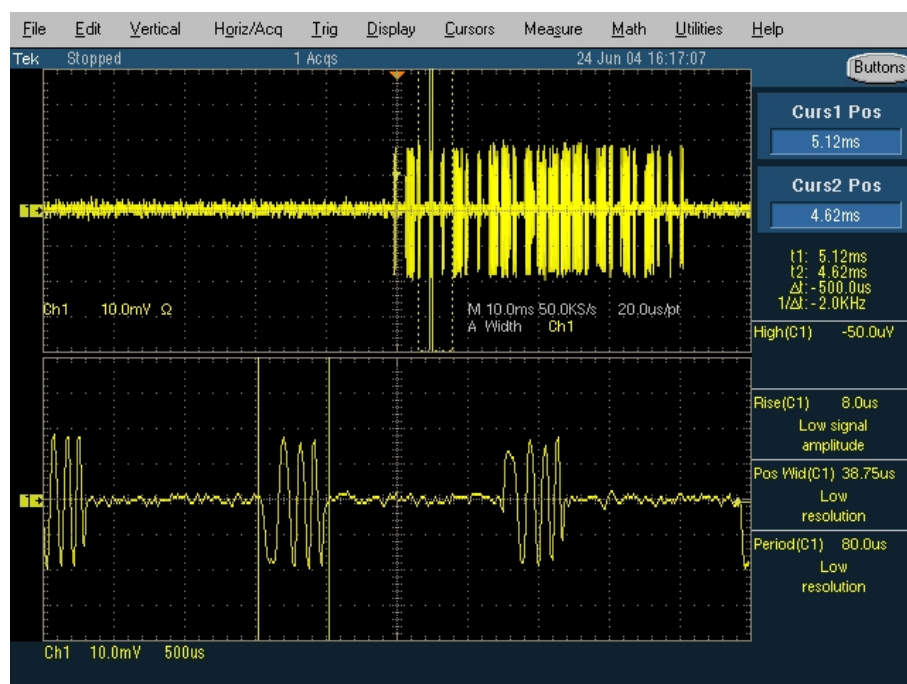 File Edit Vertical Horiz/Acq Trig Display Cursors Measure Math Utilities Help
Tek Stopped 1 Acqs 24 Jun 04 16:17:07
Buttons
Curs1 Pos
5.12ms
Curs2 Pos
4.62ms
t1: 5.12ms
t2: 4.62ms
Δt: -500.0us
1/Δt: -2.0KHz
1
Ch1 10.0mV Ω
M 10.0ms 50.0KS/s 20.0us/pt
A Width Ch1
High(C1) -50.0uV
Rise(C1) 8.0us
Low signal
amplitude
Pos Wid(C1) 38.75us
Low
resolution
Period(C1) 80.0us
Low
resolution
1
Ch1 10.0mV 500us